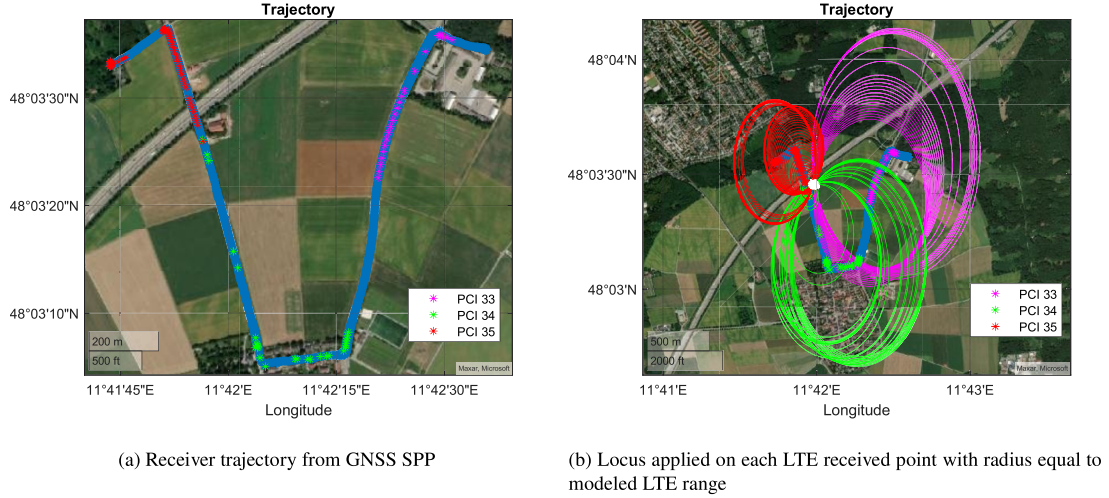 Trajectory
48°03'30"N
48°03'20"N
48°03'10"N
PCI 33
PCI 34
PCI 35
200 m
500 ft
Maxar, Microsoft
11°41'45"E
11°42'E
11°42'15"E
11°42'30"E
Longitude
(a) Receiver trajectory from GNSS SPP
Trajectory
48°04'N
48°03'30"N
48°03'N
PCI 33
PCI 34
PCI 35
500 m
2000 ft
Maxar, Microsoft
11°41'E
11°42'E
11°43'E
Longitude
(b) Locus applied on each LTE received point with radius equal to
modeled LTE range